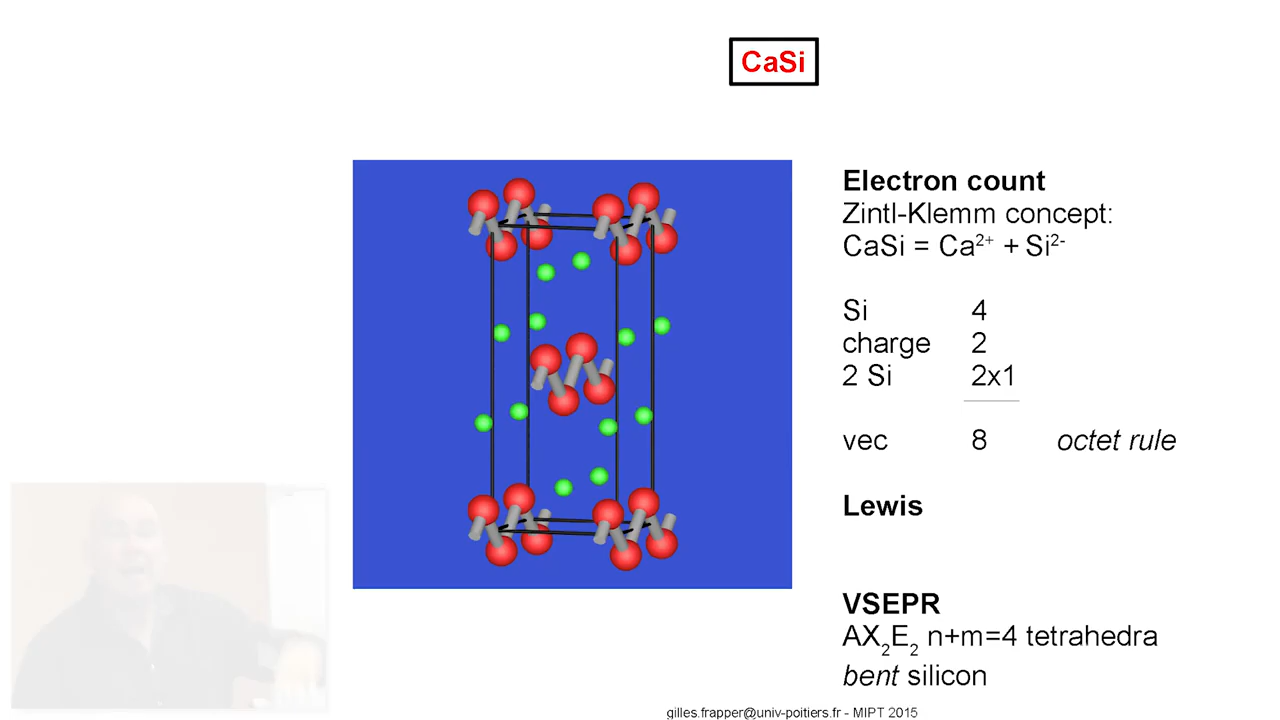 CaSi
Electron count
Zintl-Klemm concept:
CaSi = Ca²⁺ + Si²⁻
Si 4
charge 2
2 Si 2x1
vec 8 octet rule
Lewis
VSEPR
AX₂E₂ n+m=4 tetrahedra
bent silicon
gilles.frapper@univ-poitiers.fr - MIPT 2015